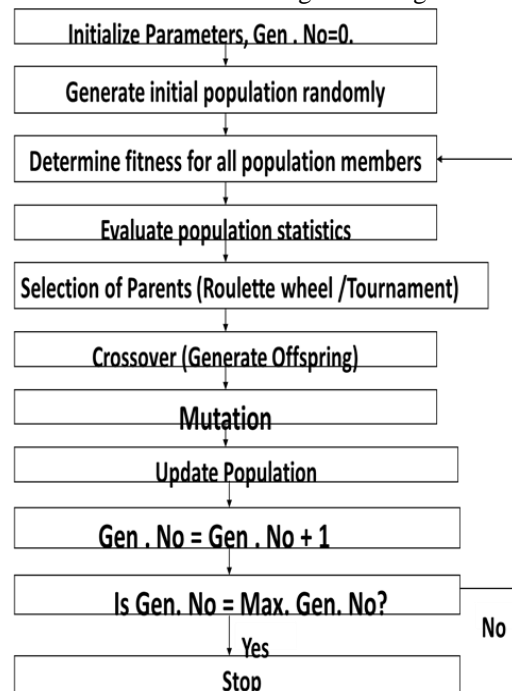 Initialize Parameters, Gen . No=0.
Generate initial population randomly
Determine fitness for all population members
Evaluate population statistics
Selection of Parents (Roulette wheel /Tournament)
Crossover (Generate Offspring)
Mutation
Update Population
Gen . No = Gen . No + 1
Is Gen. No = Max. Gen. No?
No
Yes
Stop